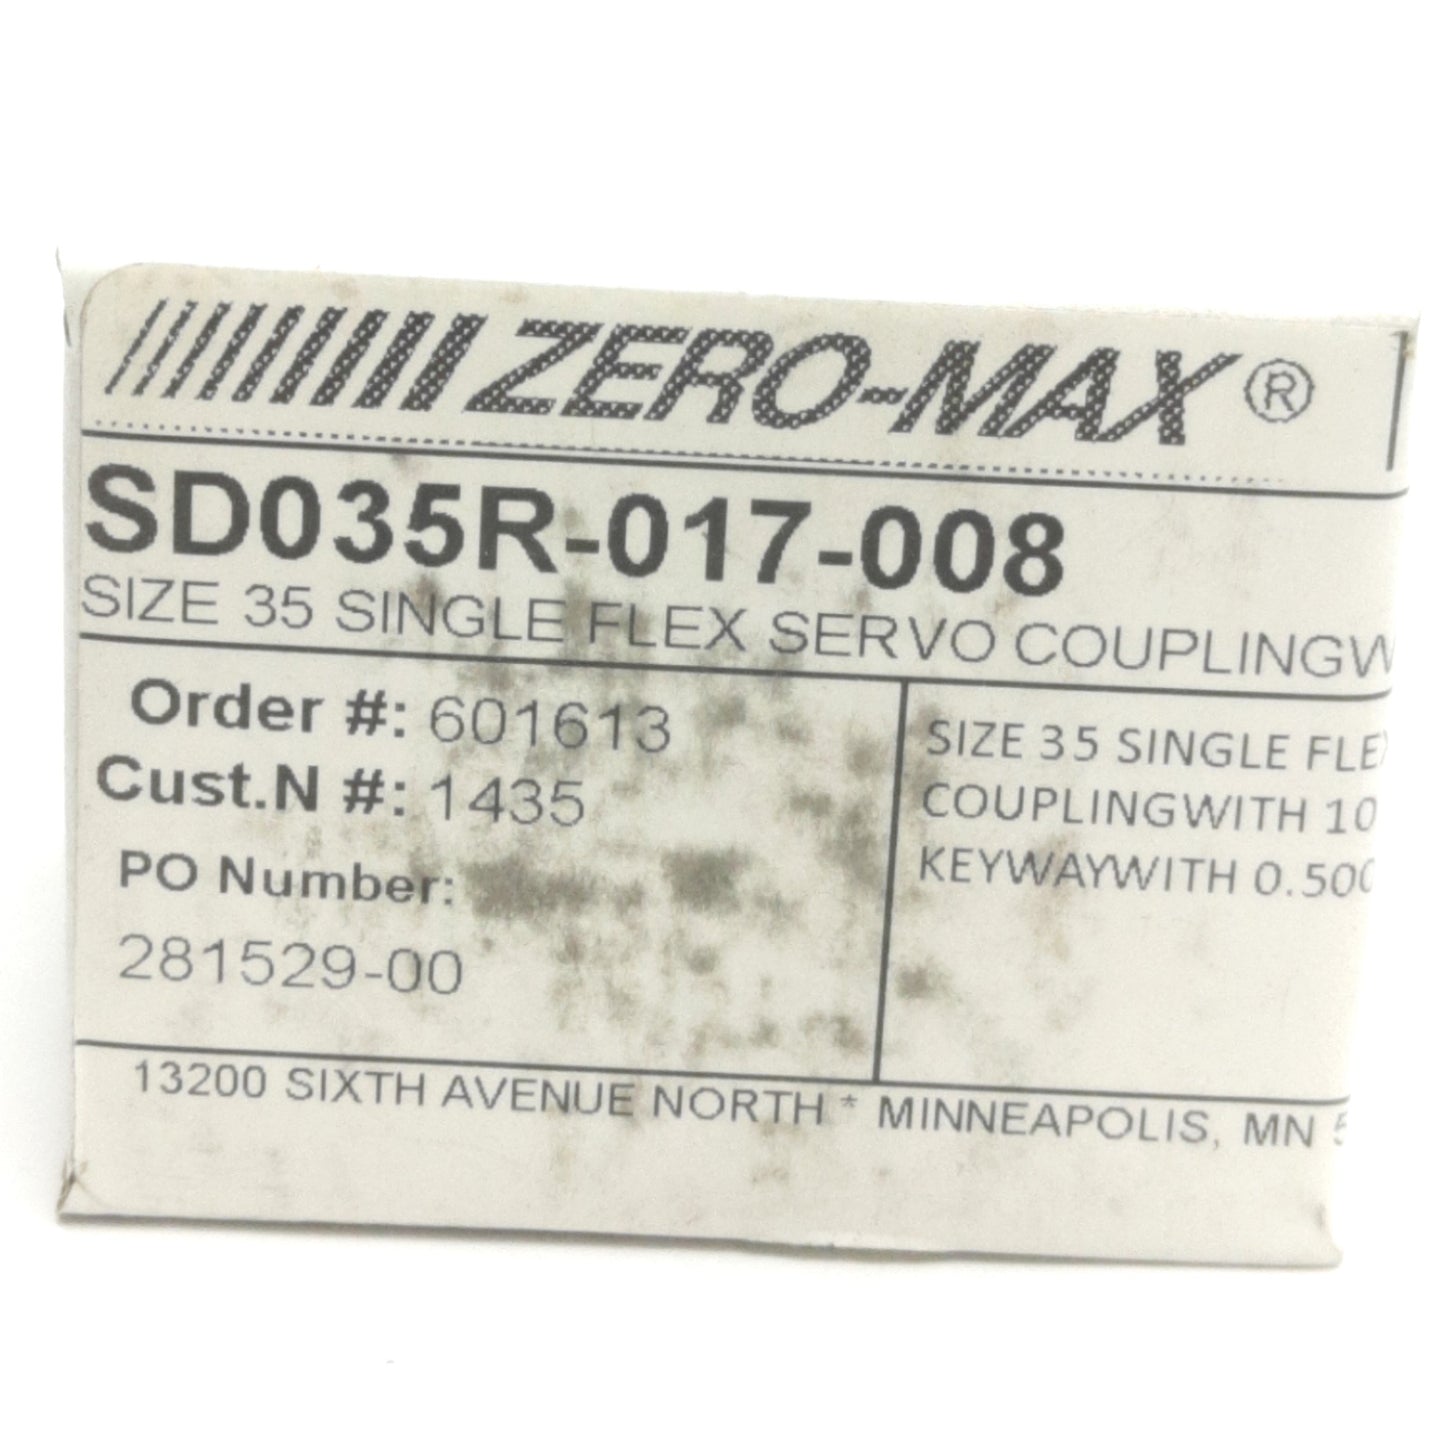 ZERO-MAX®
SD035R-017-008
SIZE 35 SINGLE FLEX SERVO COUPLINGW
Order #: 601613
Cust.N #: 1435
PO Number:
281529-00
SIZE 35 SINGLE FLEX
COUPLINGWITH 10
KEYWAYWITH 0.500
13200 SIXTH AVENUE NORTH * MINNEAPOLIS, MN